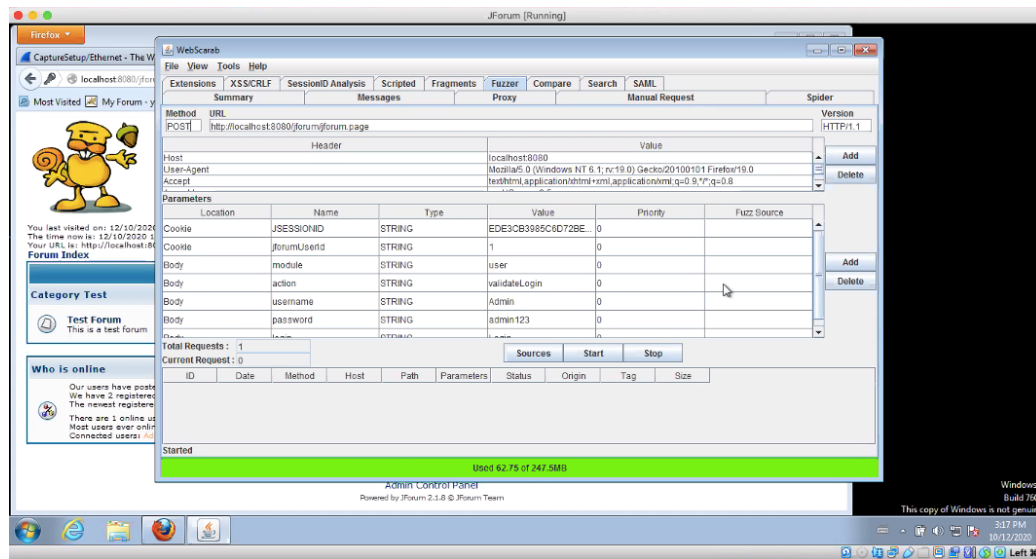 JForum [Running]
Firefox
CaptureSetup/Ethernet - The W
localhost:8080/jforu
Most Visited
My Forum - y
You last visited on: 12/10/2020
The time now is: 12/10/2020 1
Your URL is: http://localhost:80
Forum Index
Category Test
Test Forum
This is a test forum
Who is online
Our users have poste
We have 2 registered
The newest registere
There are 1 online us
Most users ever onlin
Connected users: Ad
WebScarab
File View Tools Help
Extensions XSS/CRLF SessionID Analysis Scripted Fragments Fuzzer Compare Search SAML
Summary Messages Proxy Manual Request Spider
Method URL Version
POST http://localhost:8080/jforum/jforum.page HTTP/1.1
Header Value
Host localhost:8080 Add
User-Agent Mozilla/5.0 (Windows NT 6.1; rv:19.0) Gecko/20100101 Firefox/19.0 Delete
Accept text/html,application/xhtml+xml,application/xml;q=0.9,*/*;q=0.8
Parameters
Location Name Type Value Priority Fuzz Source
Cookie JSESSIONID STRING EDE3CB3985C6D72BE... 0
Cookie jforumUserId STRING 1 0
Body module STRING user 0 Add
Body action STRING validateLogin 0 Delete
Body username STRING Admin 0
Body password STRING admin123 0
Total Requests : 1
Current Request : 0
Sources Start Stop
ID Date Method Host Path Parameters Status Origin Tag Size
Started
Used 62.75 of 247.5MB
Admin Control Panel
Powered by JForum 2.1.8 © JForum Team
Windows
Build 760
This copy of Windows is not genuin
3:17 PM
10/12/2020
Left